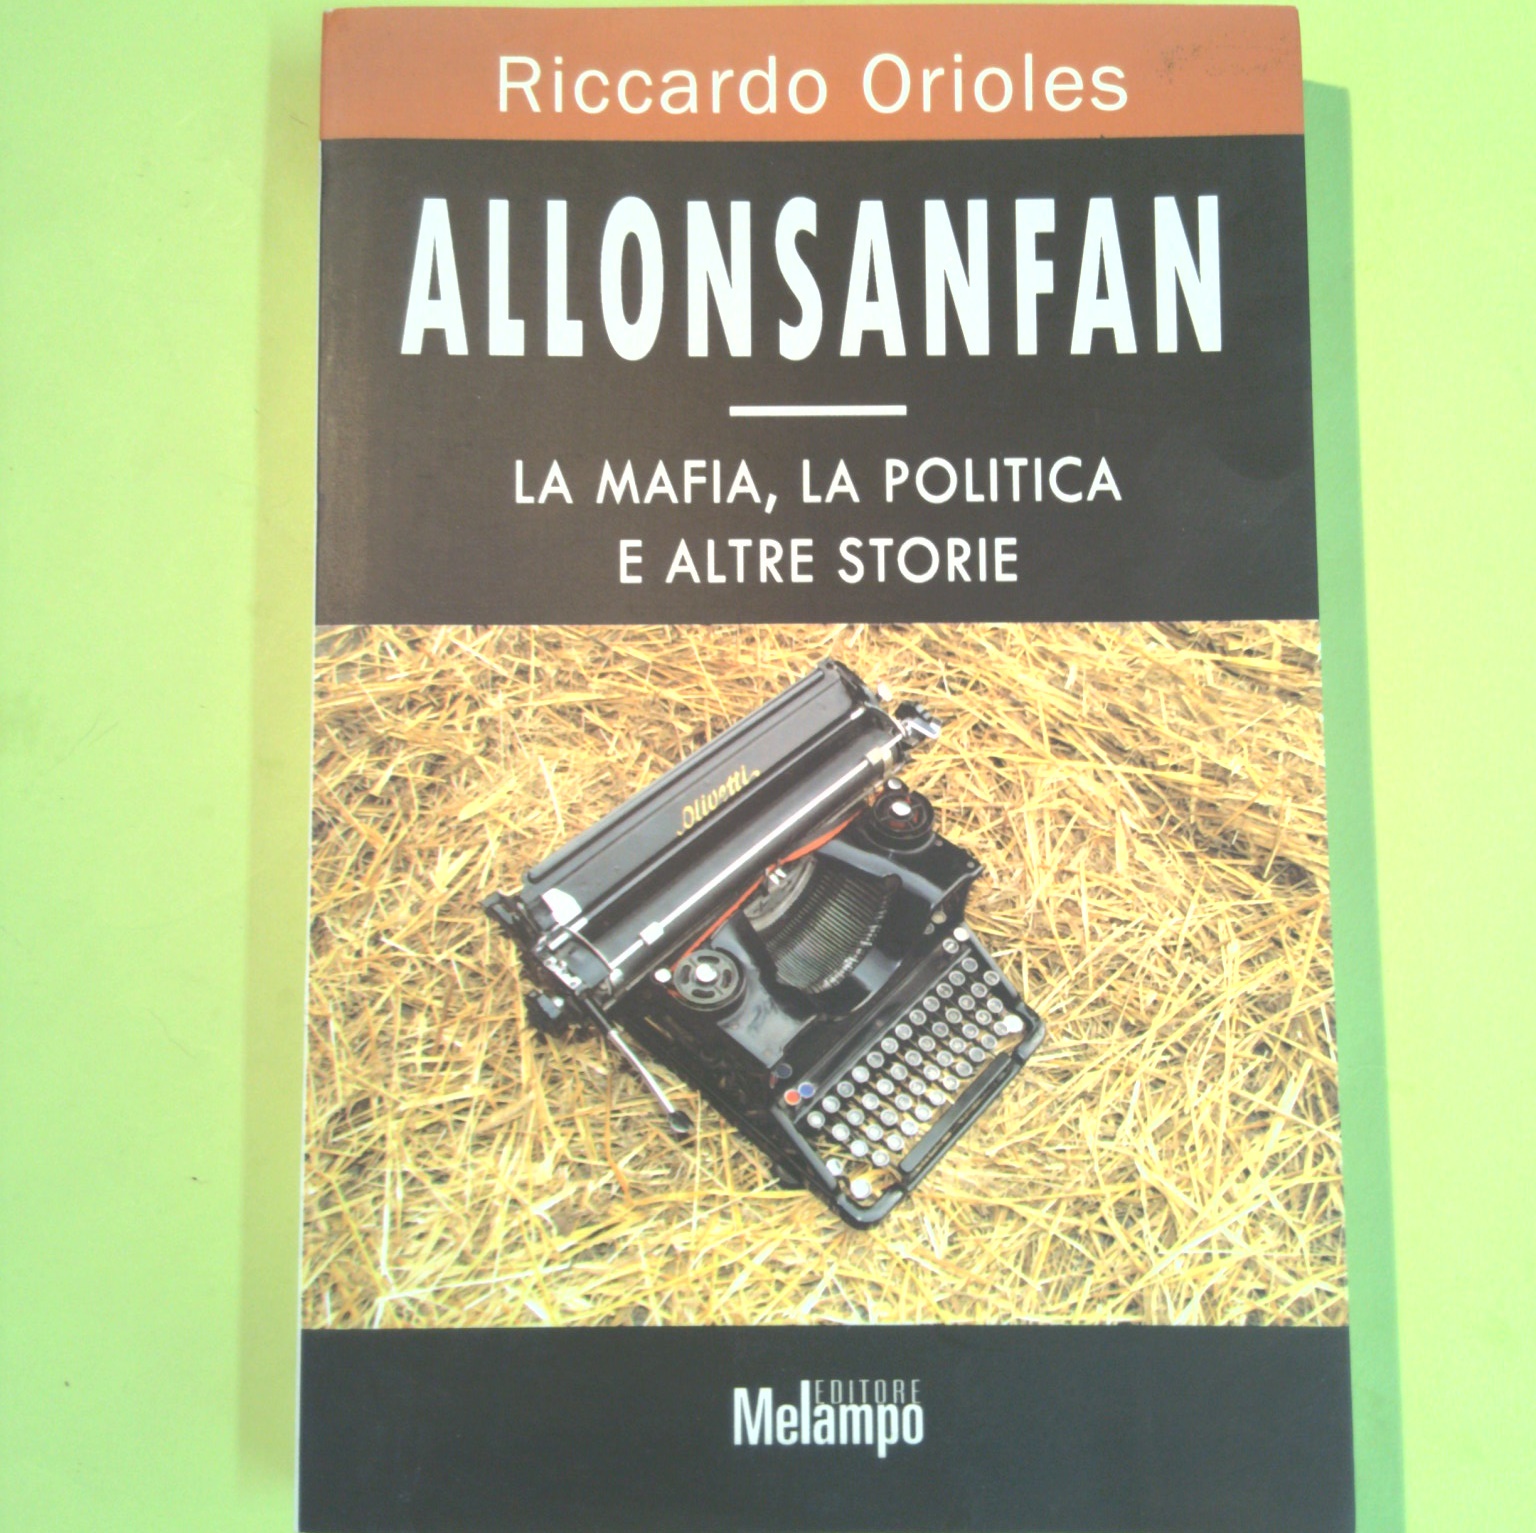 Riccardo Orioles
ALLONSANFAN
LA MAFIA, LA POLITICA
E ALTRE STORIE
Olivetti
EDITORE
Melampo